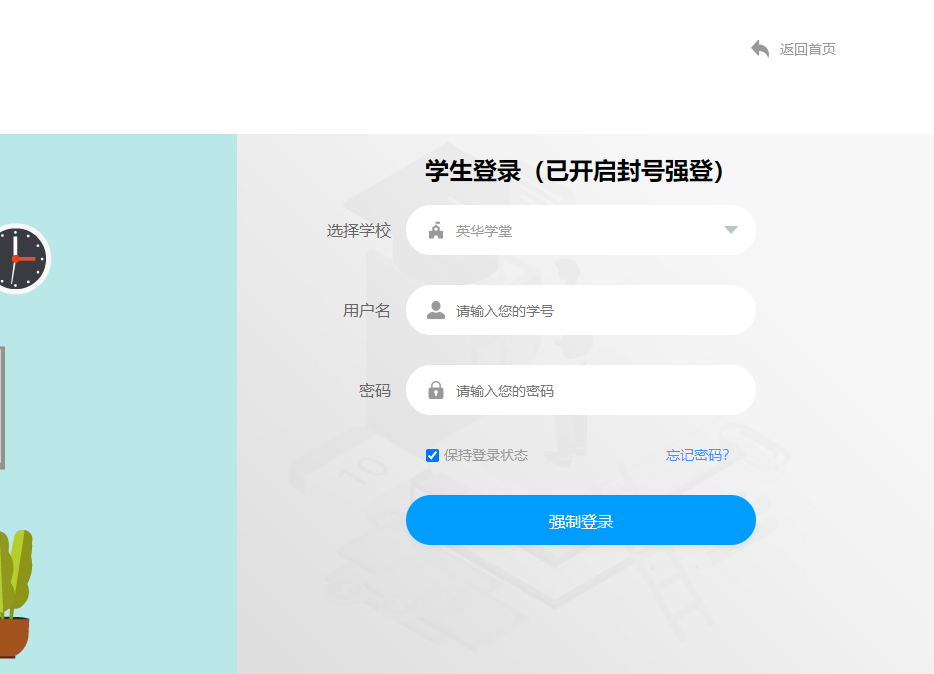 返回首页
学生登录（已开启封号强登）
选择学校 英华学堂
用户名 请输入您的学号
密码 请输入您的密码
保持登录状态 忘记密码?
强制登录